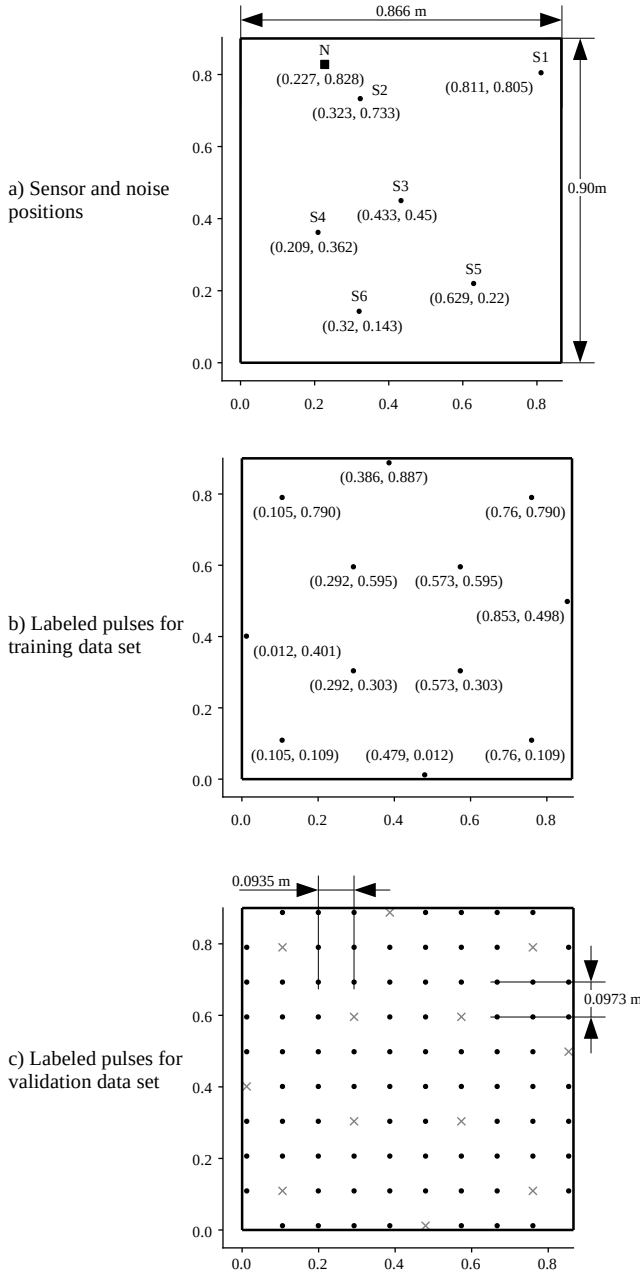 0.866 m
N
S1
0.8
(0.227, 0.828)
(0.811, 0.805)
S2
(0.323, 0.733)
0.6
a) Sensor and noise
positions
S3
0.90m
0.4
S4
(0.433, 0.45)
(0.209, 0.362)
S5
0.2
S6
(0.629, 0.22)
(0.32, 0.143)
0.0
0.0 0.2 0.4 0.6 0.8
(0.386, 0.887)
0.8
(0.105, 0.790) (0.76, 0.790)
0.6
(0.292, 0.595) (0.573, 0.595)
(0.853, 0.498)
b) Labeled pulses for
training data set
0.4
(0.012, 0.401)
(0.292, 0.303) (0.573, 0.303)
0.2
(0.105, 0.109) (0.479, 0.012) (0.76, 0.109)
0.0
0.0 0.2 0.4 0.6 0.8
0.0935 m
0.8
0.0973 m
0.6
c) Labeled pulses for
validation data set
0.4
0.2
0.0
0.0 0.2 0.4 0.6 0.8